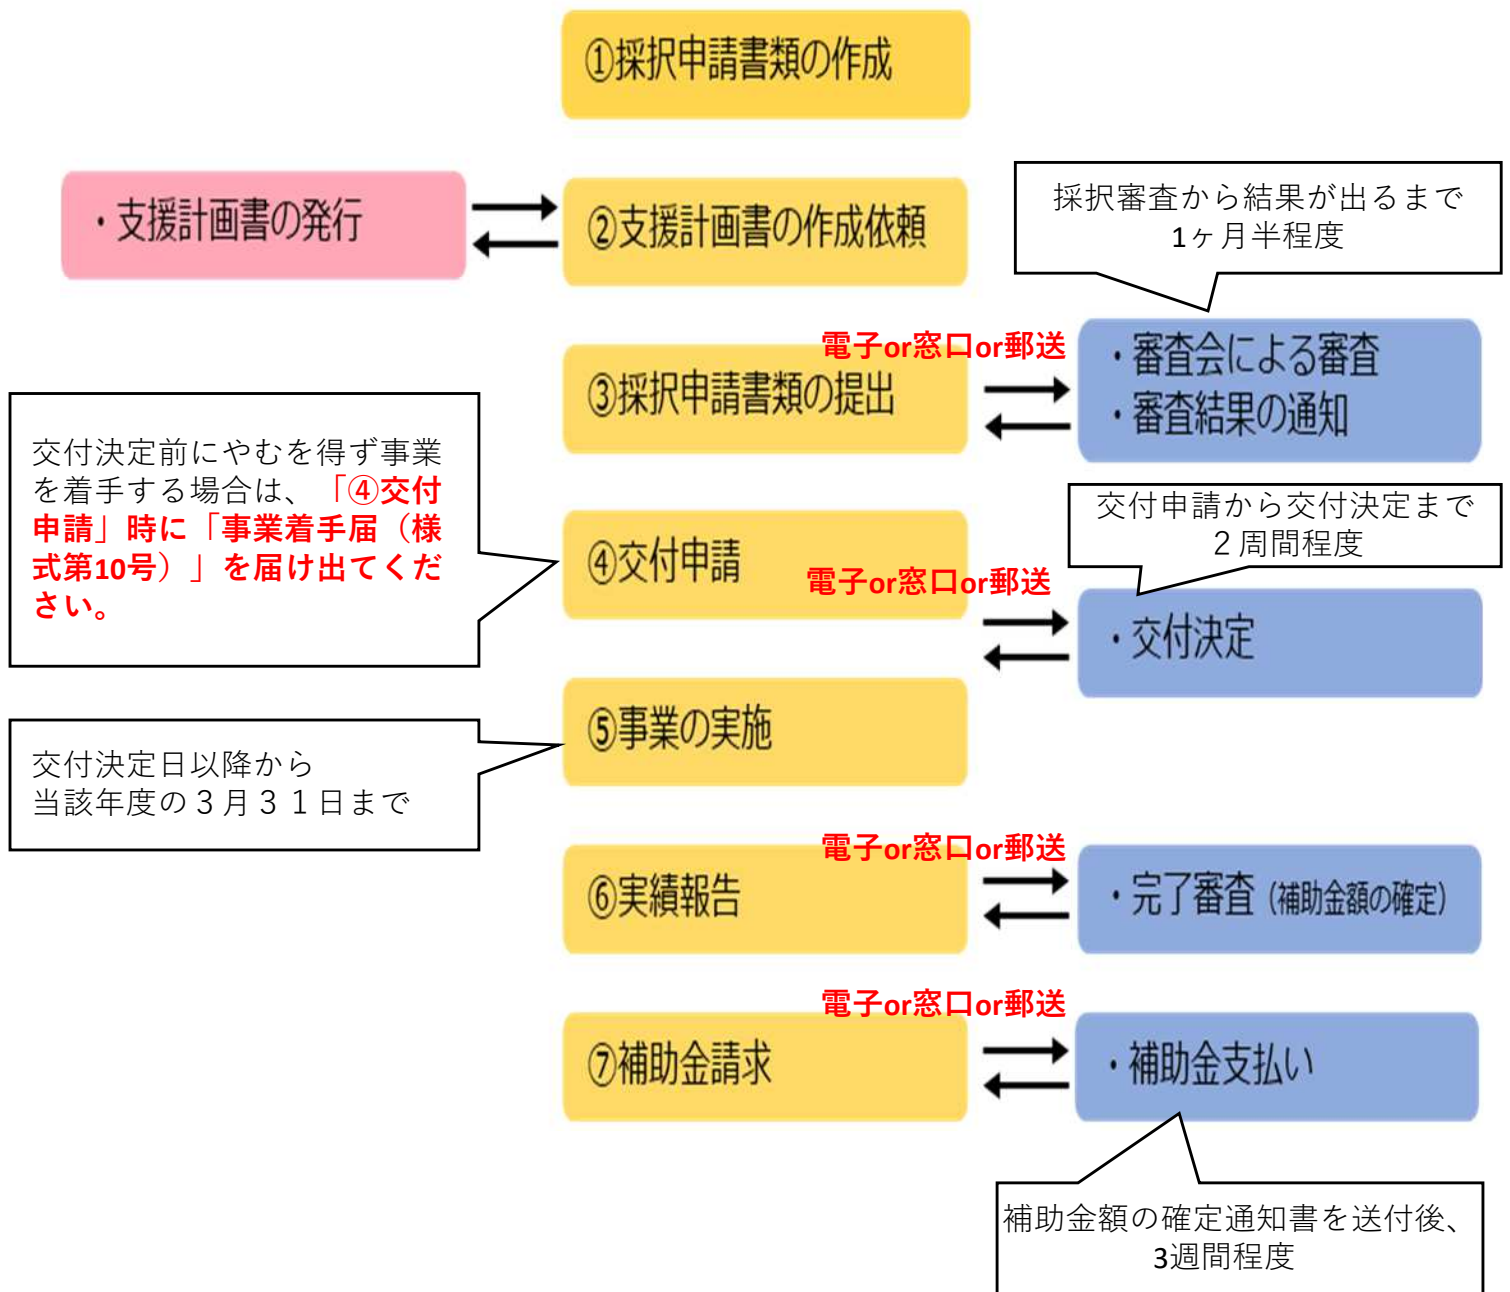 ①採択申請書類の作成
・支援計画書の発行
②支援計画書の作成依頼
採択審査から結果が出るまで
1ヶ月半程度
電子or窓口or郵送
③採択申請書類の提出
・審査会による審査
・審査結果の通知
交付決定前にやむを得ず事業
を着手する場合は、「④交付
申請」時に「事業着手届（様
式第10号）」を届け出てくだ
さい。
④交付申請
電子or窓口or郵送
交付申請から交付決定まで
２周間程度
・交付決定
⑤事業の実施
交付決定日以降から
当該年度の３月３１日まで
電子or窓口or郵送
⑥実績報告
・完了審査（補助金額の確定）
電子or窓口or郵送
⑦補助金請求
・補助金支払い
補助金額の確定通知書を送付後、
3週間程度